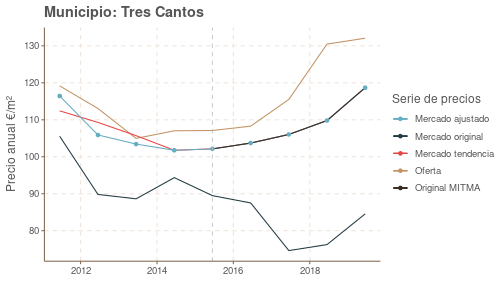 Municipio: Tres Cantos
Precio anual €/m²
130
120
110
100
90
80
2012
2014
2016
2018
Serie de precios
Mercado ajustado
Mercado original
Mercado tendencia
Oferta
Original MITMA